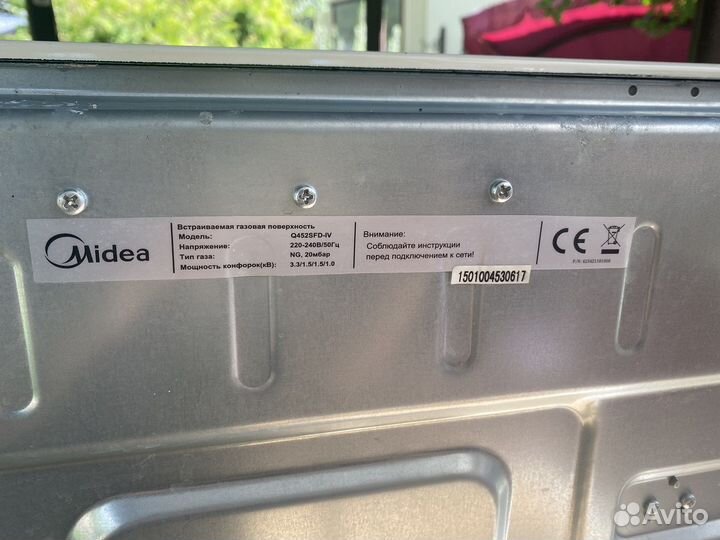 Midea
Встраиваемая газовая поверхность
Модель: Q452SFD-IV
Напряжение: 220-240В/50Гц
Тип газа: NG, 20мбар
Мощность конфорок(кВ): 3.3/1.5/1.5/1.0
Внимание:
Соблюдайте инструкции
перед подключением к сети!
CE
1501004530617
Avito